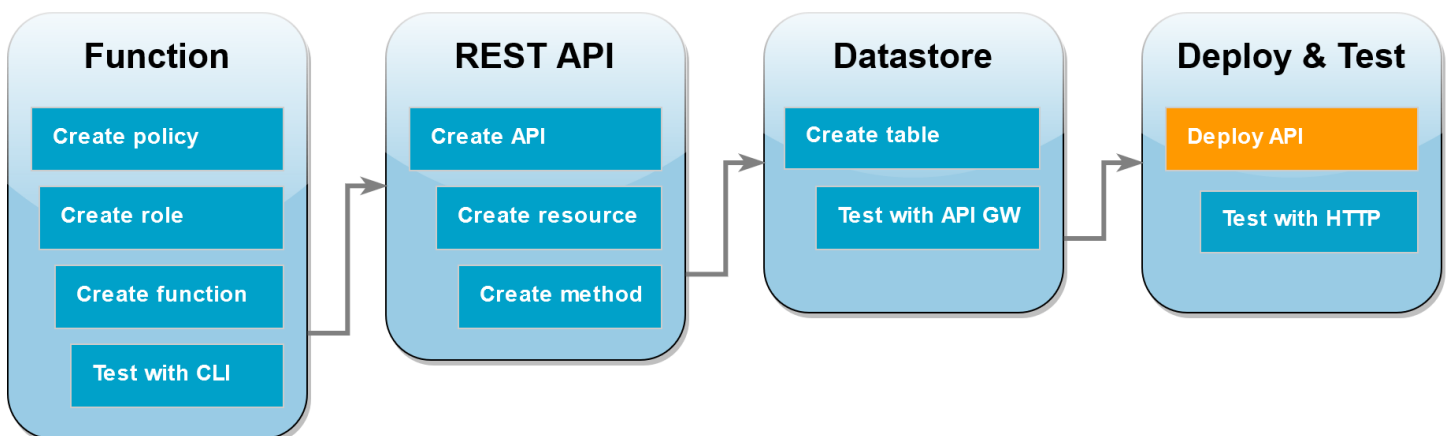 Function
Create policy
Create role
Create function
Test with CLI
REST API
Create API
Create resource
Create method
Datastore
Create table
Test with API GW
Deploy & Test
Deploy API
Test with HTTP